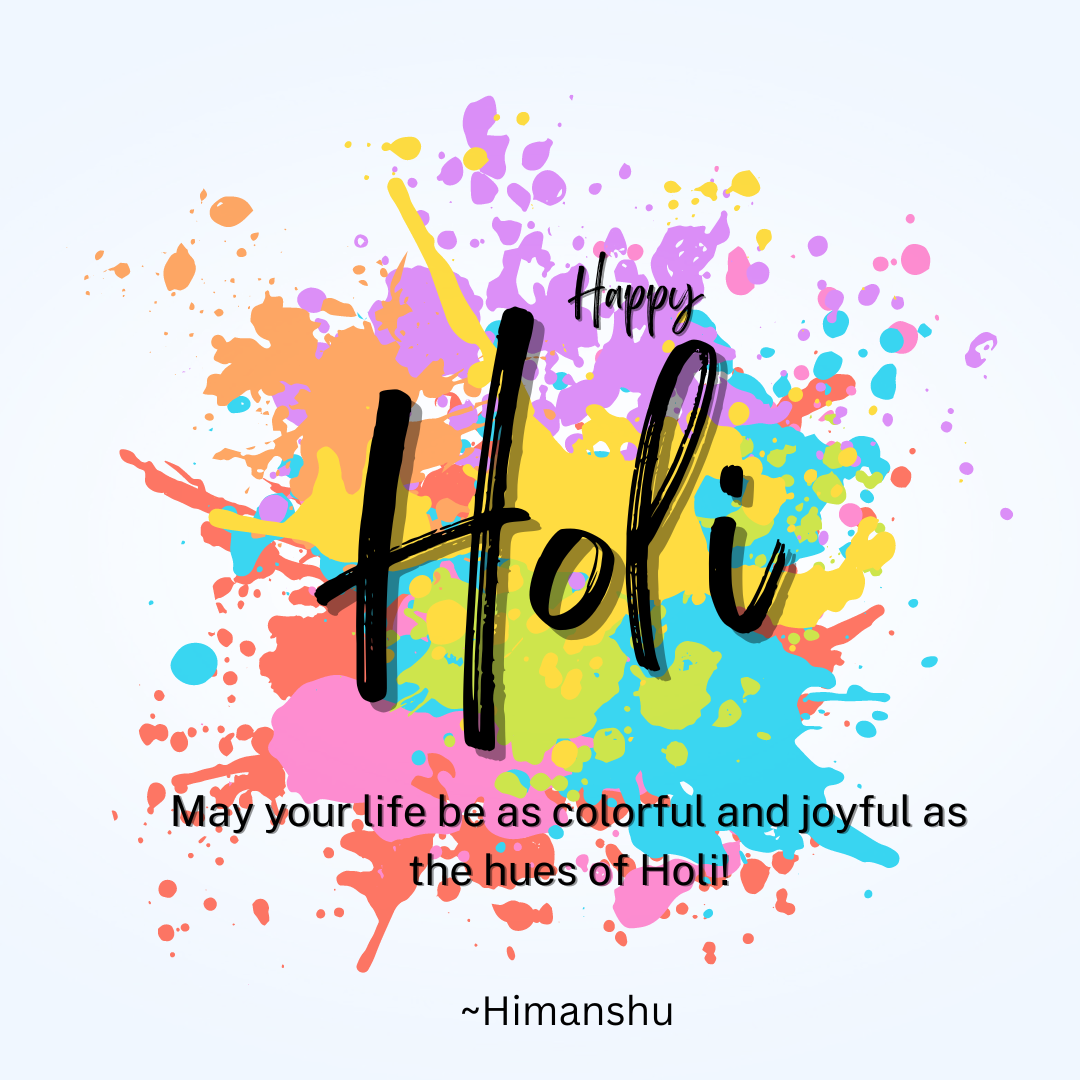 Happy
Holi
May your life be as colorful and joyful as
the hues of Holi!
~Himanshu